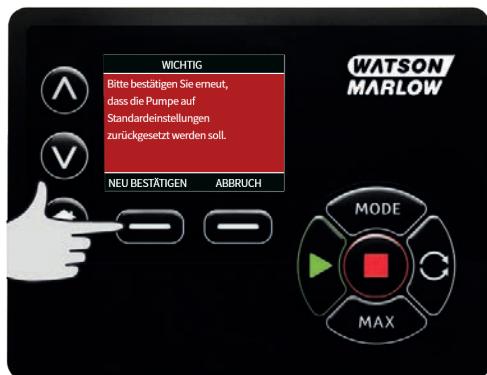 WICHTIG
Bitte bestätigen Sie erneut,
dass die Pumpe auf
Standardeinstellungen
zurückgesetzt werden soll.
NEU BESTÄTIGEN ABBRUCH
WATSON
MARLOW
MODE
MAX